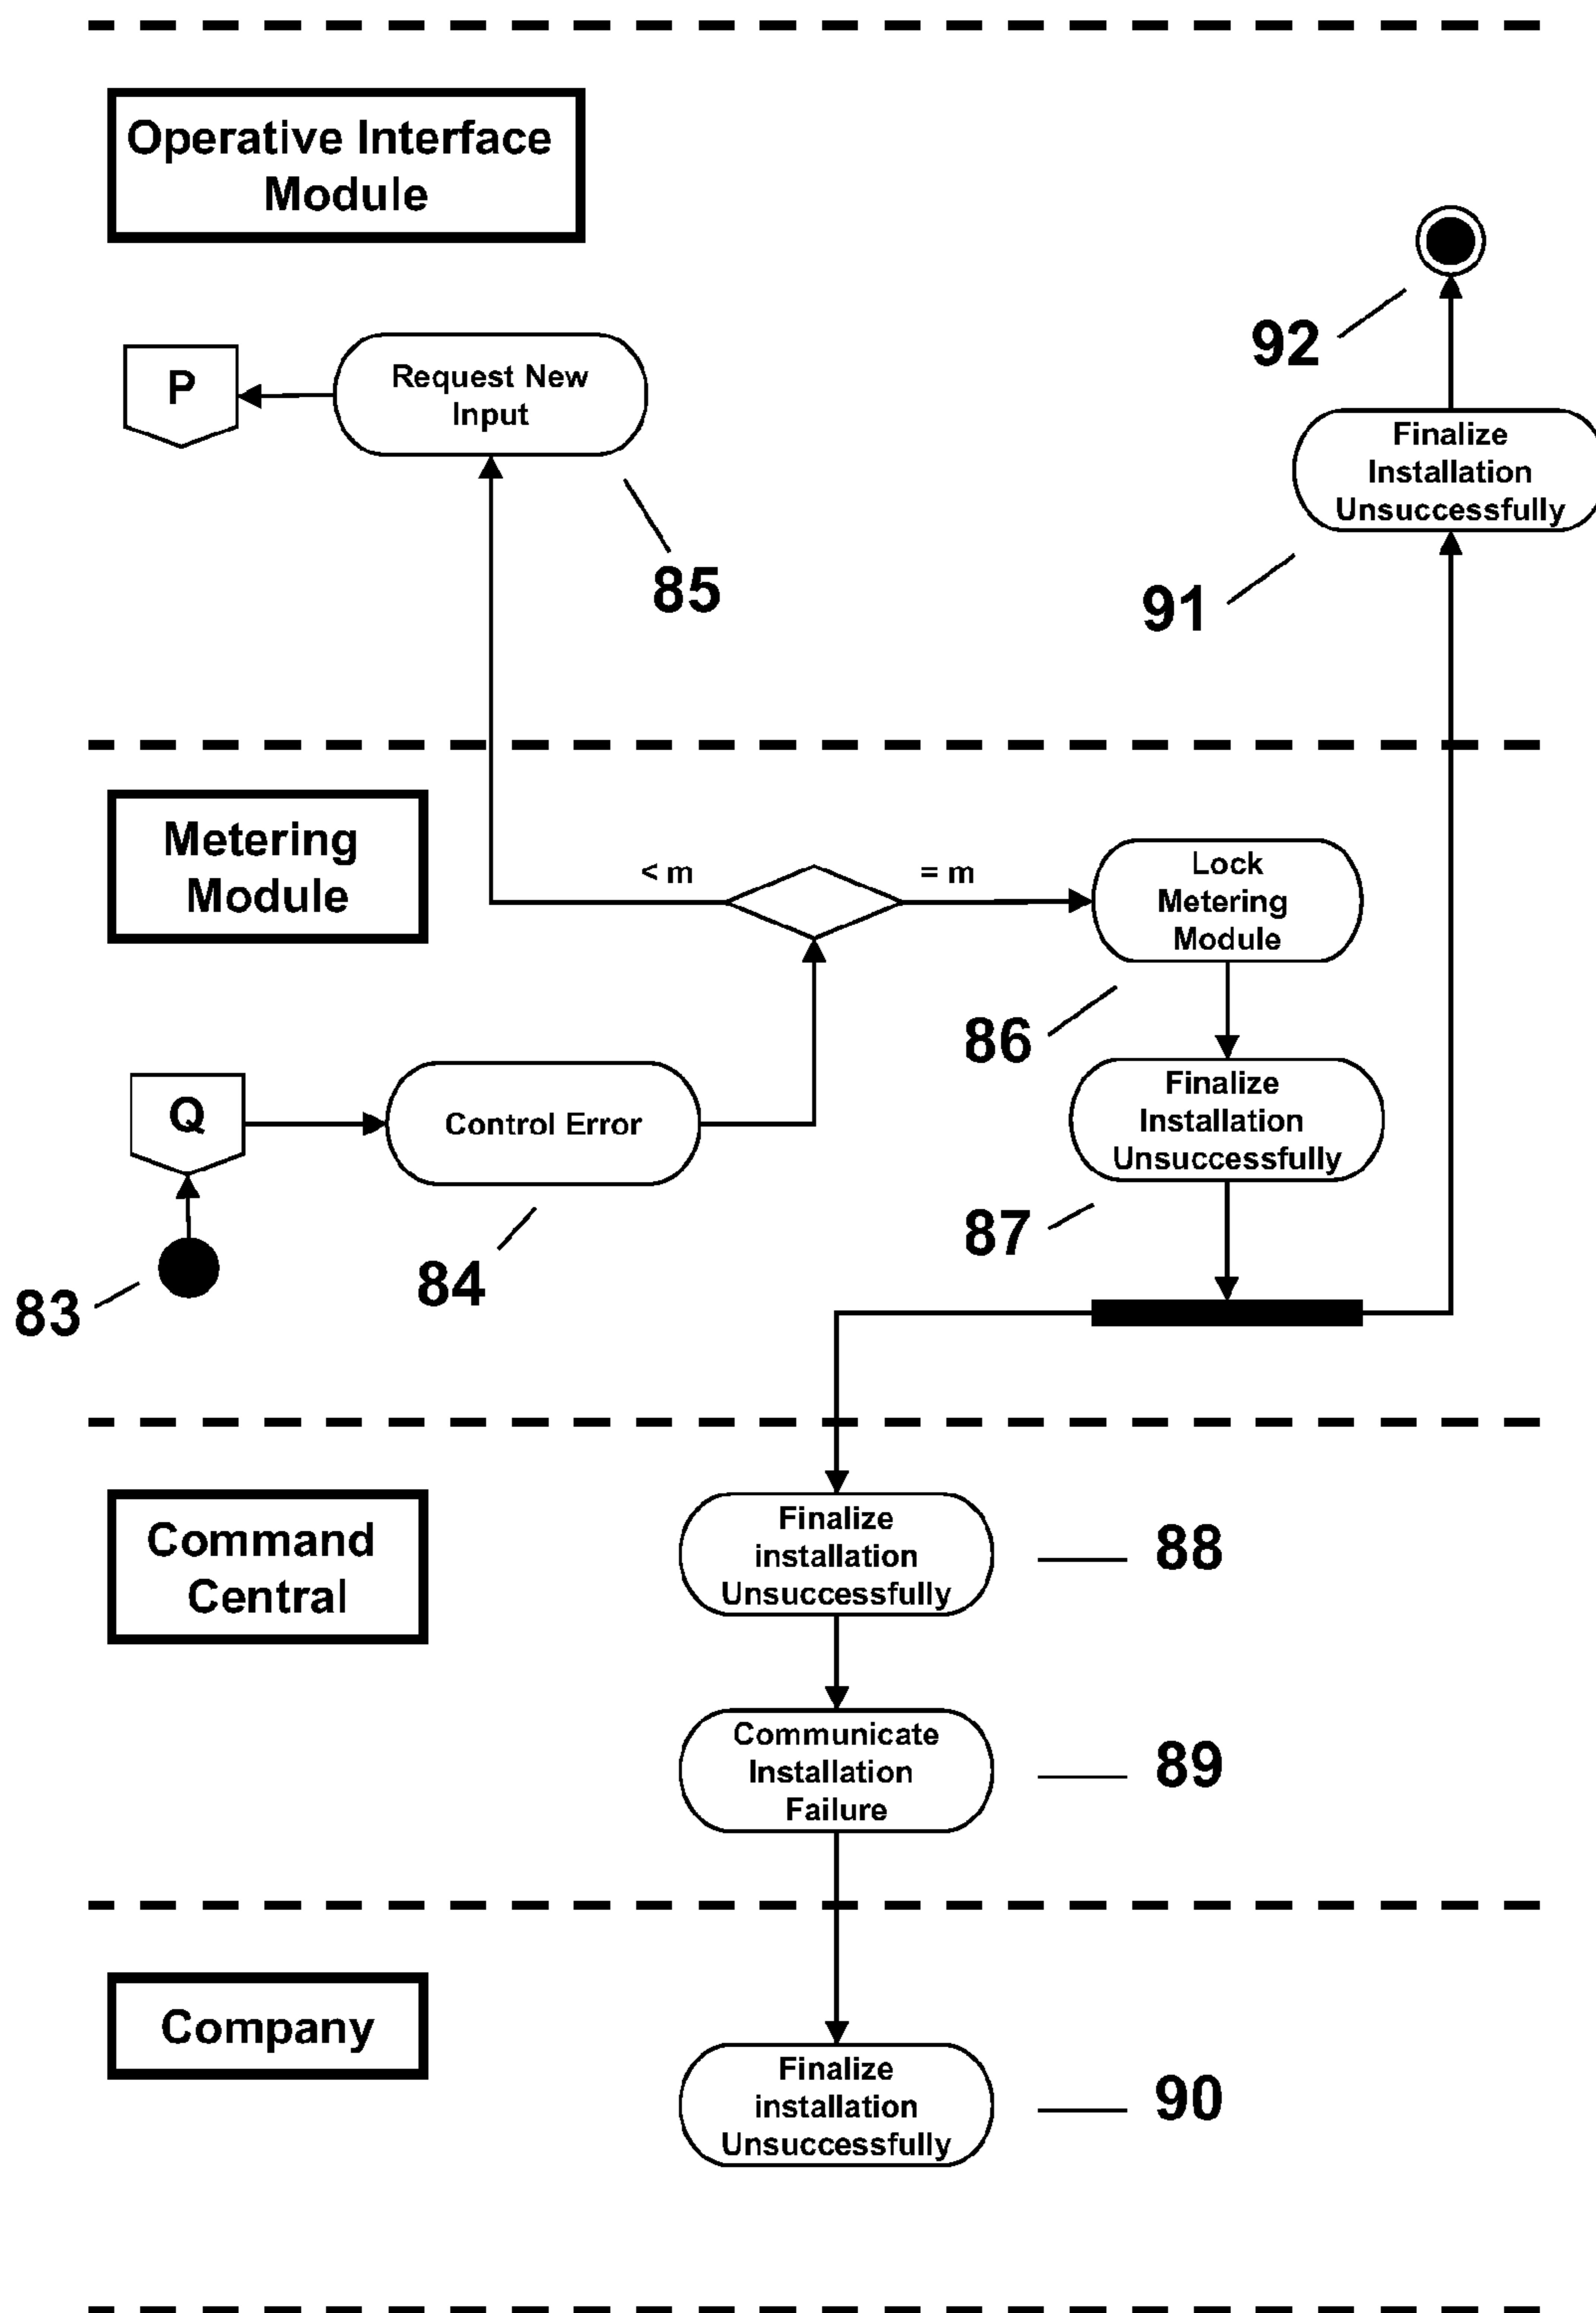 Operative Interface
Module
92
P
Request New
Input
Finalize
Installation
Unsuccessfully
85
91
Metering
Module
< m
= m
Lock
Metering
Module
86
Q
Control Error
Finalize
Installation
Unsuccessfully
87
83
84
Command
Central
Finalize
installation
Unsuccessfully
88
Communicate
Installation
Failure
89
Company
Finalize
installation
Unsuccessfully
90